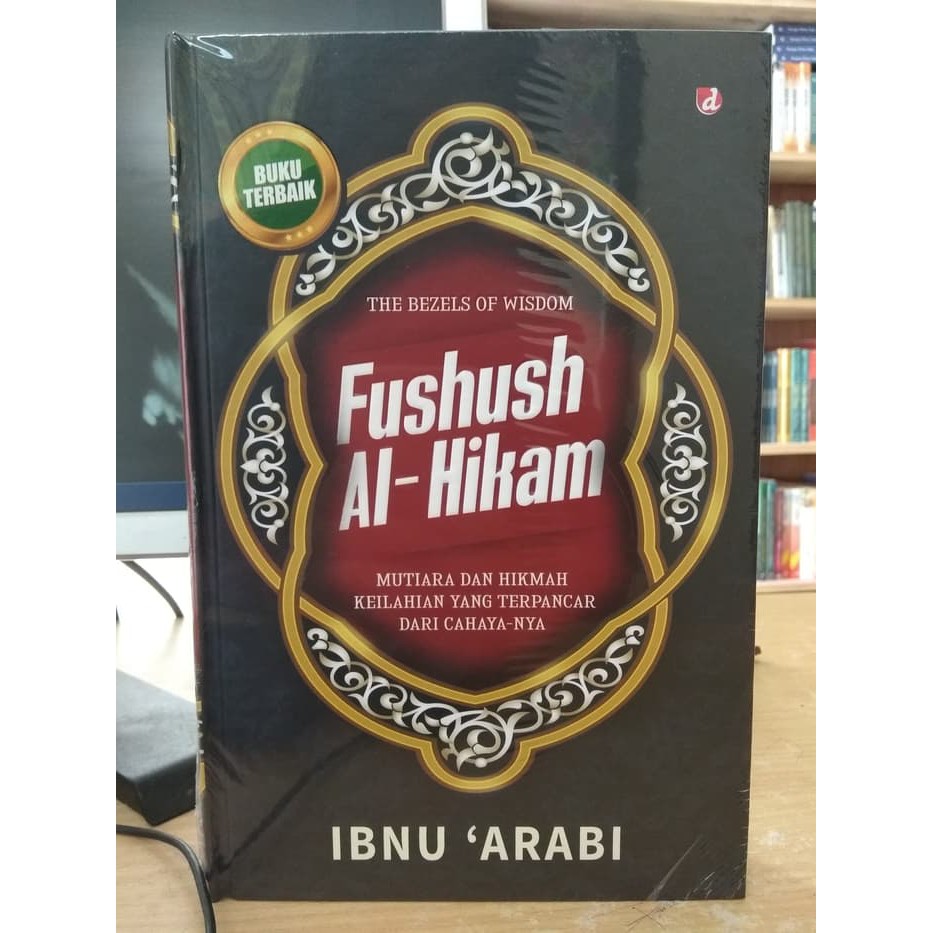 BUKU
TERBAIK
d
THE BEZELS OF WISDOM
Fushush
Al-Hikam
MUTIARA DAN HIKMAH
KEILAHIAN YANG TERPANCAR
DARI CAHAYA-NYA
IBNU ‘ARABI